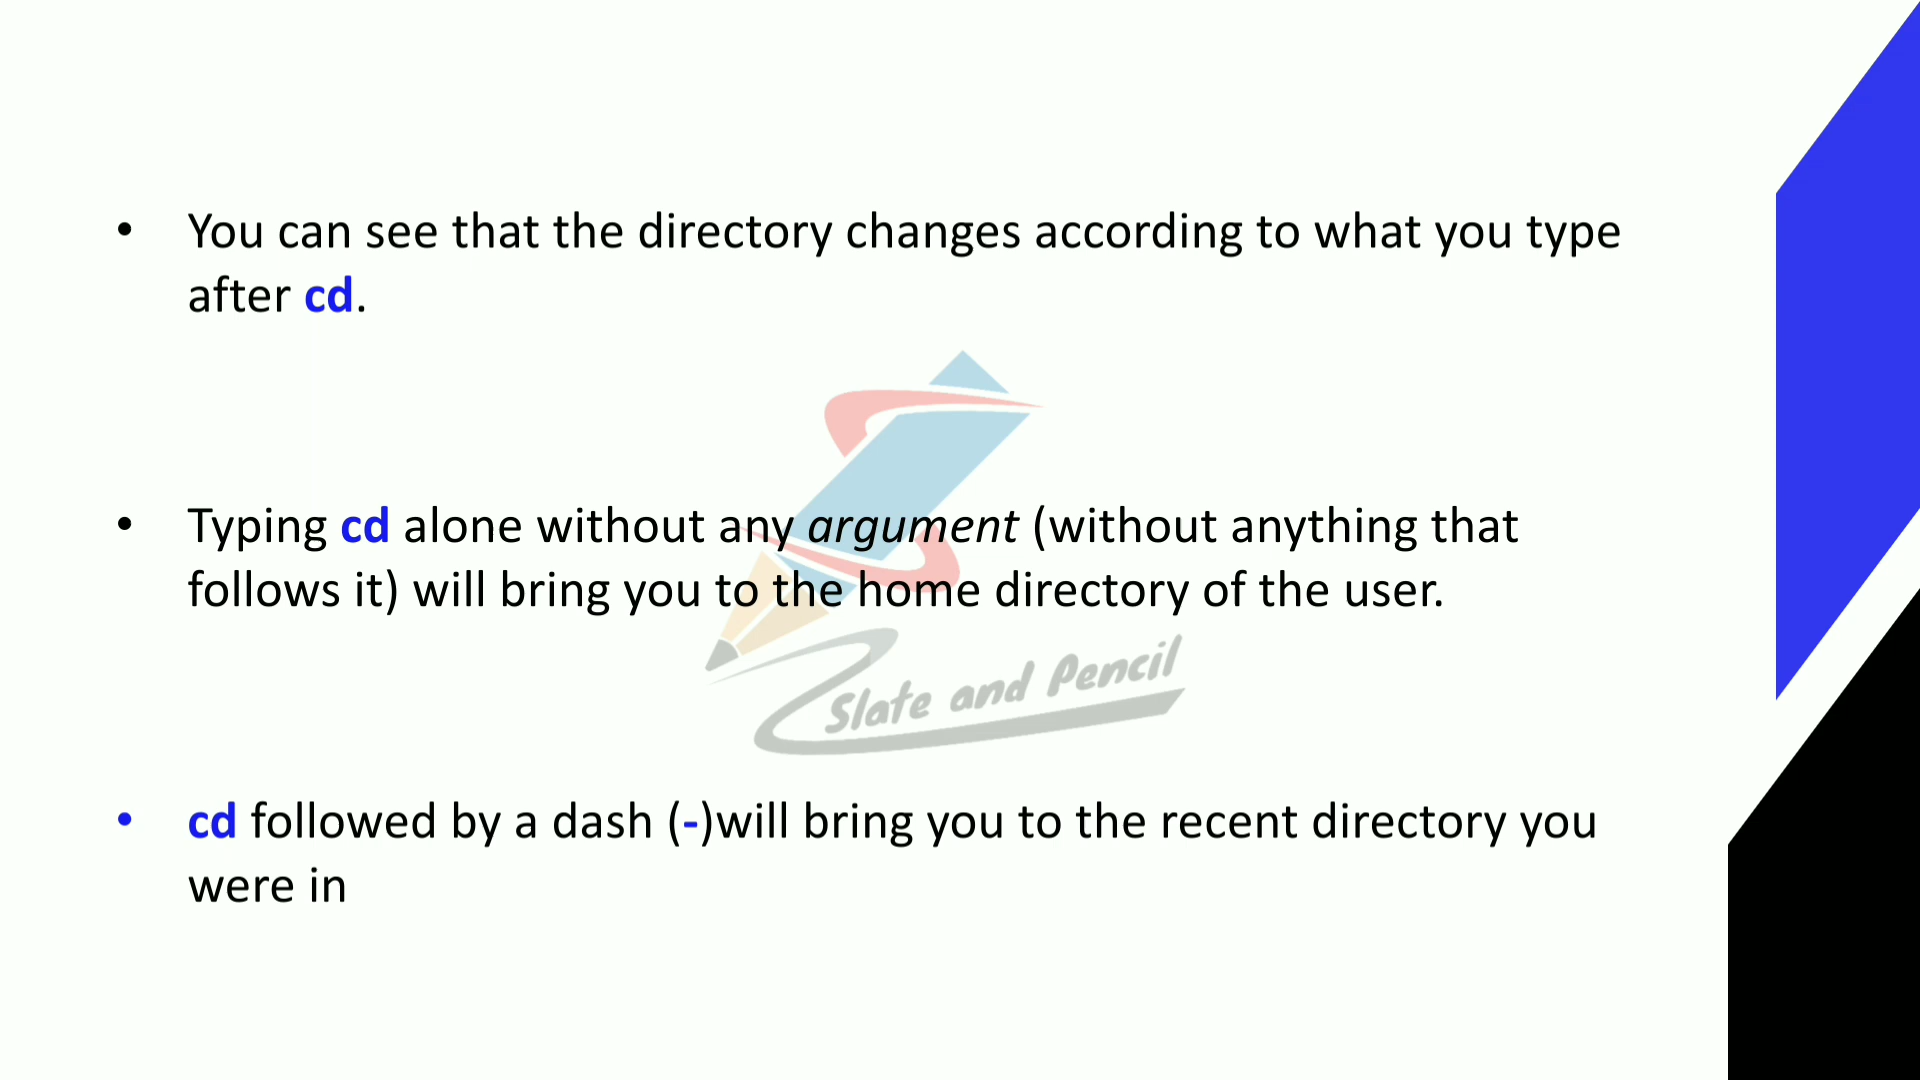 • You can see that the directory changes according to what you type
after cd.
• Typing cd alone without any argument (without anything that
follows it) will bring you to the home directory of the user.
Slate and Pencil
• cd followed by a dash (-)will bring you to the recent directory you
were in